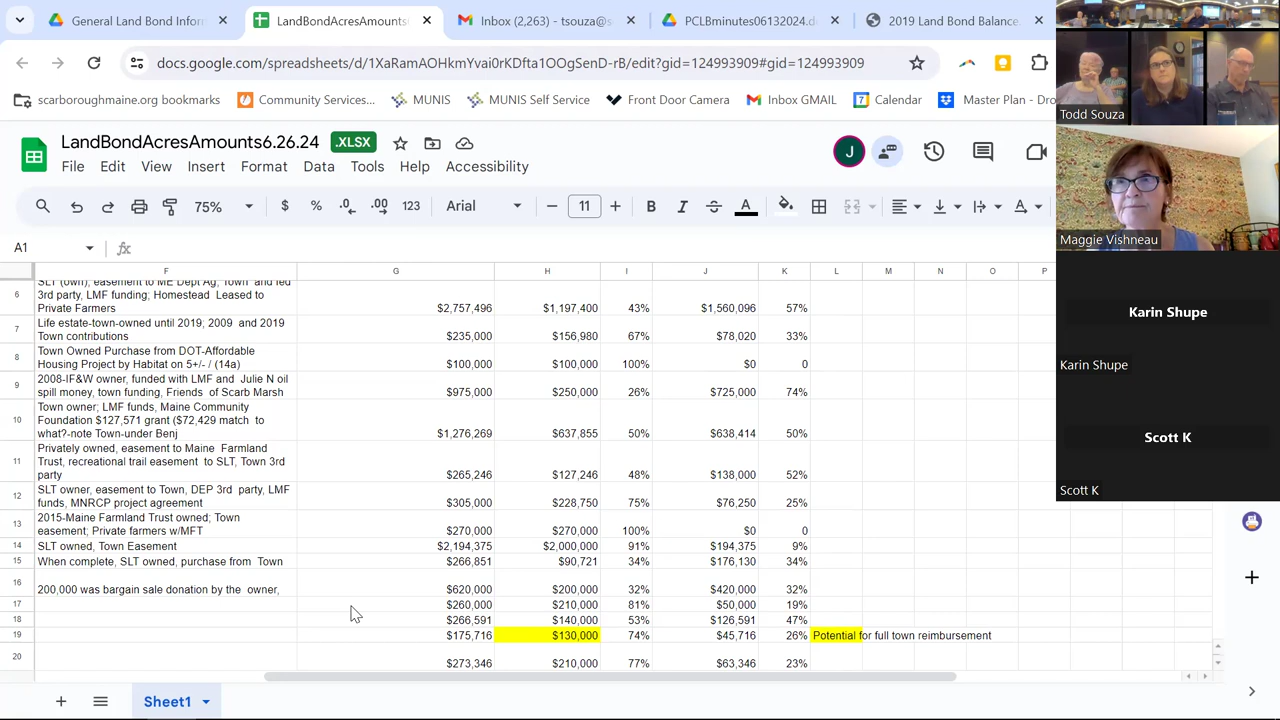 General Land Bond Inform
LandBondAcresAmounts
Inbox (2,263) - tsouza@s
PCLBminutes06132024.d
2019 Land Bond Balance
docs.google.com/spreadsheets/d/1XaRamAOHkmYvai0rKDfta1OOgSenD-rB/edit?gid=124993909#gid=124993909
scarboroughmaine.org bookmarks
Community Services...
MUNIS
MUNIS Self Service
Front Door Camera
Inbox GMAIL
Calendar
Master Plan - Dro
LandBondAcresAmounts6.26.24 .XLSX
J
File Edit View Insert Format Data Tools Help Accessibility
75% $ % .0 .00 123 Arial 11 B I S A
A1 fx
F G H I J K L M N O P
6 SLT (own), easement to ME Dept Ag, Town and fed
3rd party, LMF funding; Homestead Leased to
Private Farmers $2,757,496 $1,197,400 43% $1,560,096 57%
7 Life estate-town-owned until 2019; 2009 and 2019
Town contributions $235,000 $156,980 67% $78,020 33%
8 Town Owned Purchase from DOT-Affordable
Housing Project by Habitat on 5+/- / (14a) $100,000 $100,000 100% $0 0
9 2008-IF&W owner, funded with LMF and Julie N oil
spill money, town funding, Friends of Scarb Marsh $975,000 $250,000 26% $725,000 74%
10 Town owner; LMF funds, Maine Community
Foundation $127,571 grant ($72,429 match to
what?-note Town-under Benj $1,276,269 $637,855 50% $638,414 50%
11 Privately owned, easement to Maine Farmland
Trust, recreational trail easement to SLT, Town 3rd
party $265,246 $127,246 48% $138,000 52%
12 SLT owner, easement to Town, DEP 3rd party, LMF
funds, MNRCP project agreement $305,000 $228,750 75% $76,250 25%
13 2015-Maine Farmland Trust owned; Town
easement; Private farmers w/MFT $270,000 $270,000 100% $0 0
14 SLT owned, Town Easement $2,194,375 $2,000,000 91% $194,375 9%
15 When complete, SLT owned, purchase from Town $266,851 $90,721 34% $176,130 34%
16 200,000 was bargain sale donation by the owner, $620,000 $200,000 32% $420,000 32%
17 $260,000 $210,000 81% $50,000 19%
18 $266,591 $140,000 53% $126,591 47%
19 $175,716 $130,000 74% $45,716 26% Potential for full town reimbursement
20 $273,346 $210,000 77% $63,346 23%
Sheet1
Todd Souza
Maggie Vishneau
Karin Shupe
Karin Shupe
Scott K
Scott K